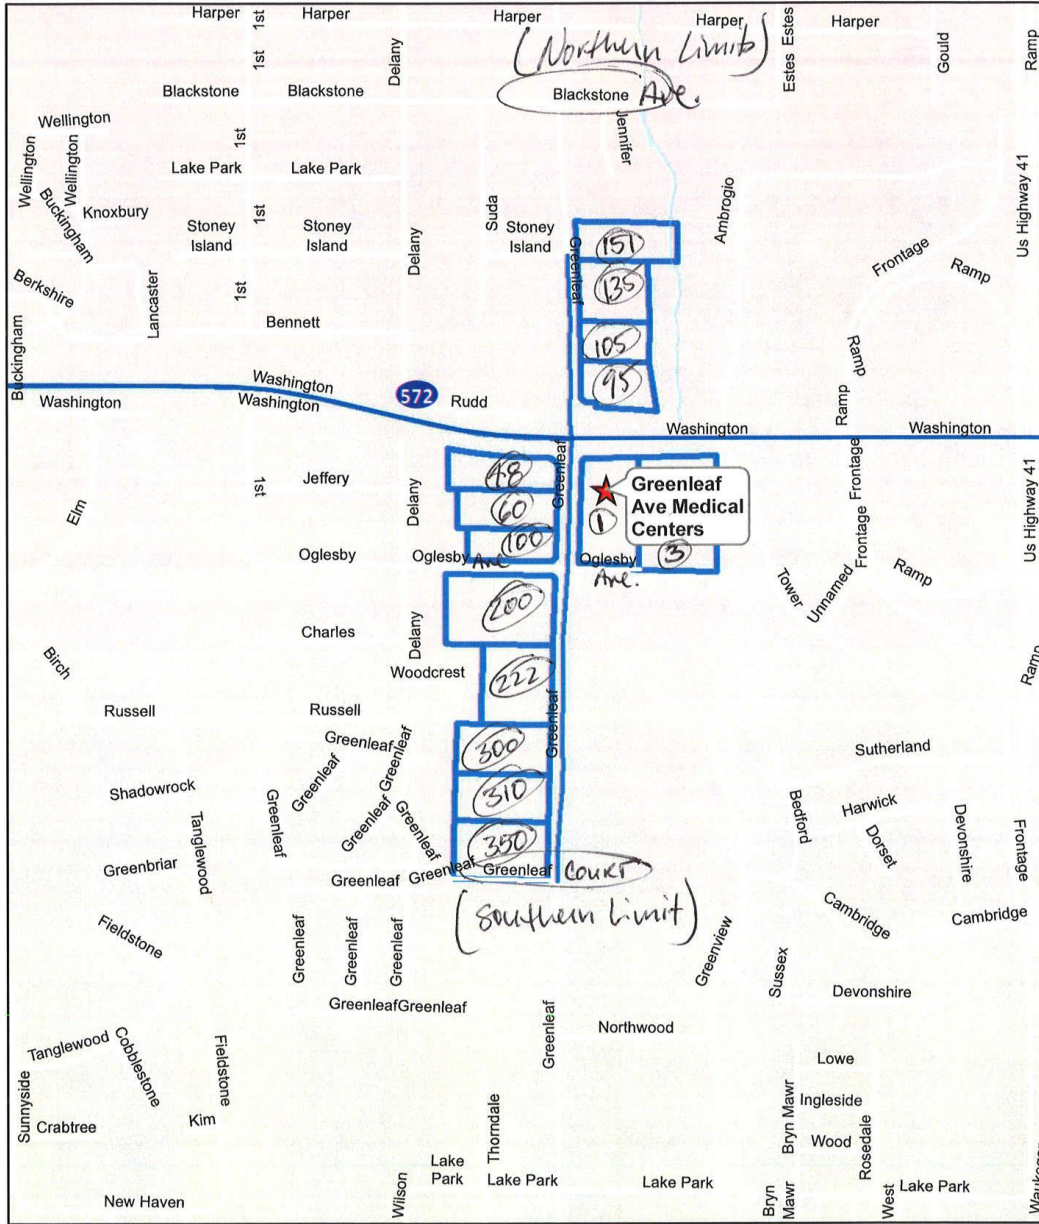 Harper 1st Harper Harper Harper Estes Harper
(Northern Limits)
1st Delany Estes Gould Ramp
Blackstone Blackstone Blackstone Ave.
Wellington Jennifer
1st
Wellington Wellington Lake Park Lake Park
Us Highway 41
Buckingham Knoxbury 1st Suda Ambrogio
Stoney Island Stoney Island Delany Stoney Island Greenleaf 151
Frontage Ramp
Berkshire Lancaster 1st 135
Bennett
Buckingham 105 Ramp
Washington 95
Washington Washington 572 Rudd Ramp
Washington Washington
Jeffery 48 Greenleaf
1st Delany Greenleaf
Ave Medical
Centers
Frontage Us Highway 41
Elm 60 1
Oglesby Oglesby Ave 100 Oglesby 3 Frontage
Ave. Tower Unnamed Ramp
200
Charles Delany
Birch Woodcrest 222 Ramp
Russell Russell Greenleaf
Greenleaf Greenleaf 300 Sutherland
Shadowrock Greenleaf 310 Bedford Harwick
Greenleaf Greenleaf Greenleaf 350 Dorset Devonshire Frontage
Tanglewood
Greenbriar Greenleaf Greenleaf Greenleaf Court
(Southern Limit)
Fieldstone Cambridge Cambridge
Greenleaf Greenleaf Greenleaf Greenview Sussex
Devonshire
Greenleaf Greenleaf Greenleaf Northwood
Tanglewood Cobblestone Fieldstone Lowe
Sunnyside Crabtree Kim Thorndale Bryn Mawr Ingleside
Wood Rosedale
Lake Park Lake Park Lake Park Lake Park
New Haven Wilson Bryn Mawr West